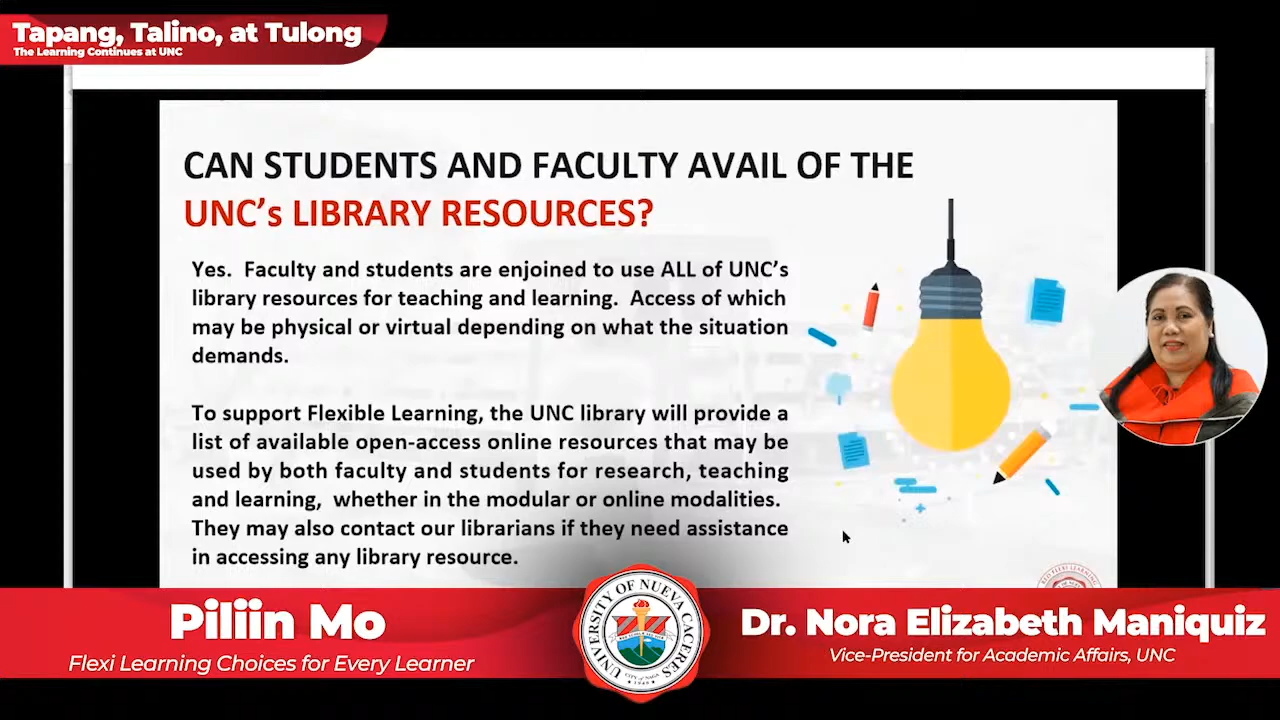 Tapang, Talino, at Tulong
The Learning Continues at UNC
CAN STUDENTS AND FACULTY AVAIL OF THE
UNC's LIBRARY RESOURCES?
Yes. Faculty and students are enjoined to use ALL of UNC's
library resources for teaching and learning. Access of which
may be physical or virtual depending on what the situation
demands.
To support Flexible Learning, the UNC library will provide a
list of available open-access online resources that may be
used by both faculty and students for research, teaching
and learning, whether in the modular or online modalities.
They may also contact our librarians if they need assistance
in accessing any library resource.
Piliin Mo
Flexi Learning Choices for Every Learner
UNIVERSITY OF NUEVA CACERES
CITY OF NAGA
Dr. Nora Elizabeth Maniquiz
Vice-President for Academic Affairs, UNC